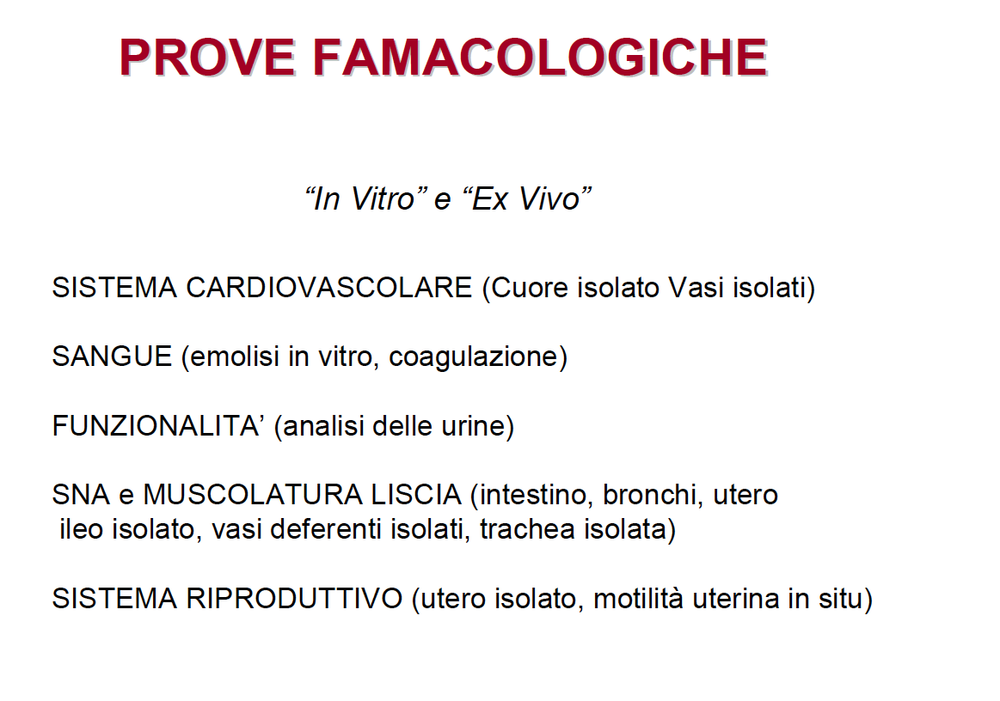 PROVE FAMACOLOGICHE
“In Vitro” e “Ex Vivo”
SISTEMA CARDIOVASCOLARE (Cuore isolato Vasi isolati)
SANGUE (emolisi in vitro, coagulazione)
FUNZIONALITA’ (analisi delle urine)
SNA e MUSCOLATURA LISCIA (intestino, bronchi, utero
ileo isolato, vasi deferenti isolati, trachea isolata)
SISTEMA RIPRODUTTIVO (utero isolato, motilità uterina in situ)